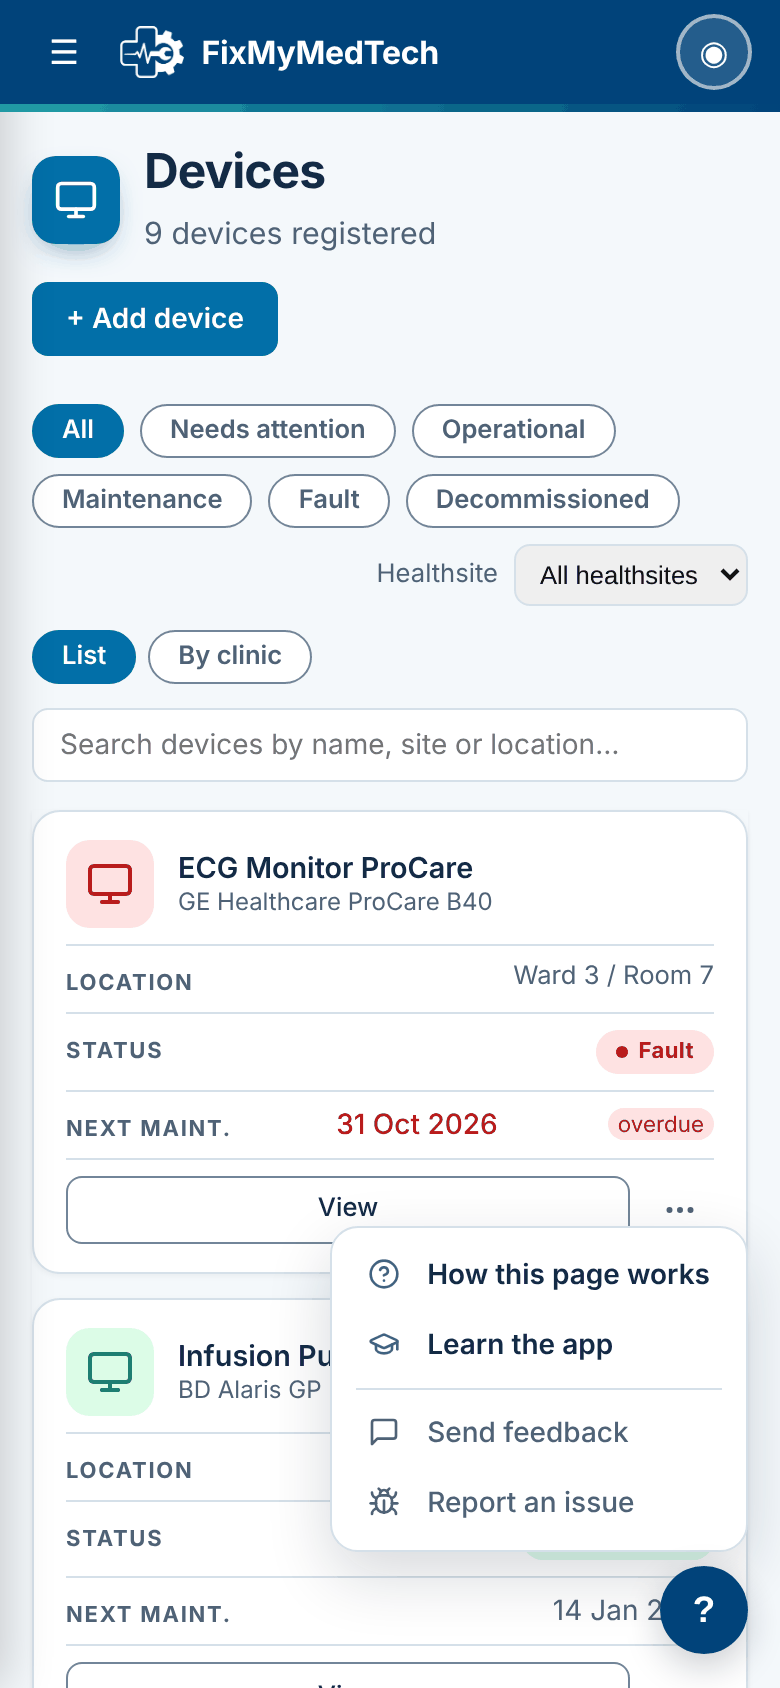 FixMyMedTech
Devices
9 devices registered
+ Add device
All
Needs attention
Operational
Maintenance
Fault
Decommissioned
Healthsite
All healthsites
List
By clinic
Search devices by name, site or location...
ECG Monitor ProCare
GE Healthcare ProCare B40
LOCATION
Ward 3 / Room 7
STATUS
Fault
NEXT MAINT.
31 Oct 2026
overdue
View
How this page works
Learn the app
Send feedback
Report an issue
Infusion
BD Alaris GP
LOCATION
STATUS
NEXT MAINT.
14 Jan
?